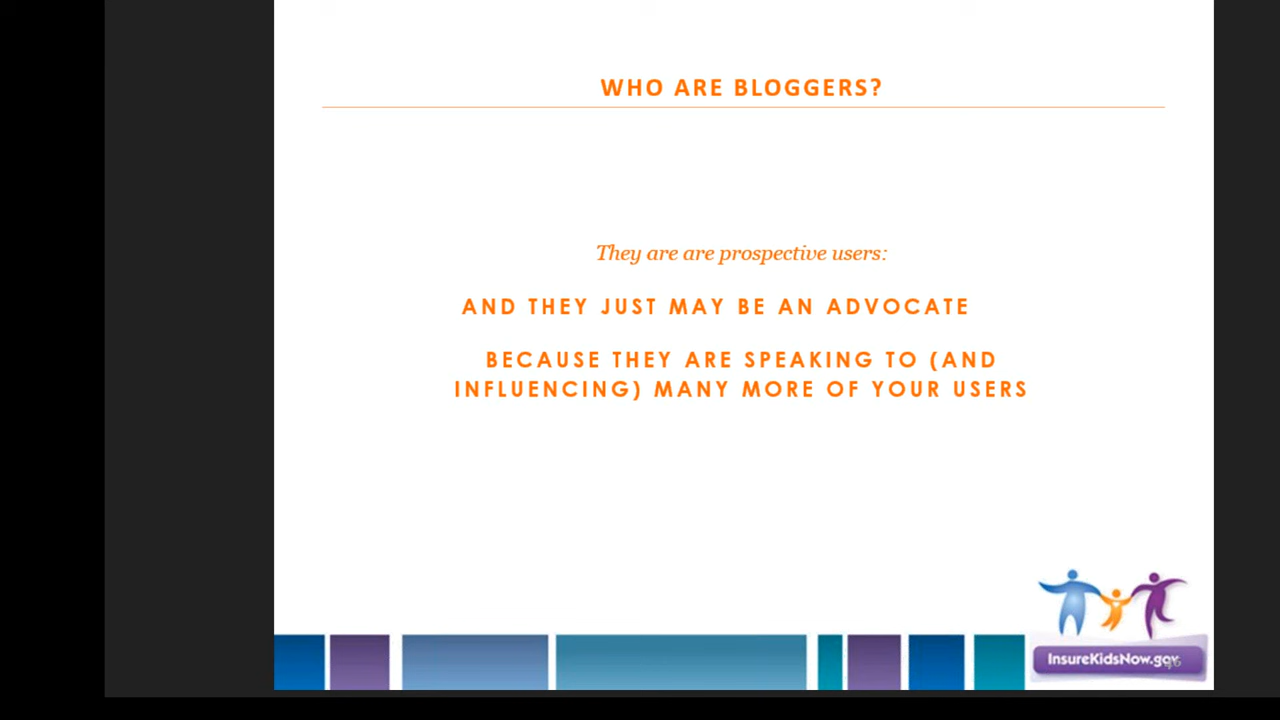 WHO ARE BLOGGERS?
They are are prospective users:
AND THEY JUST MAY BE AN ADVOCATE
BECAUSE THEY ARE SPEAKING TO (AND
INFLUENCING) MANY MORE OF YOUR USERS
InsureKidsNow.gov